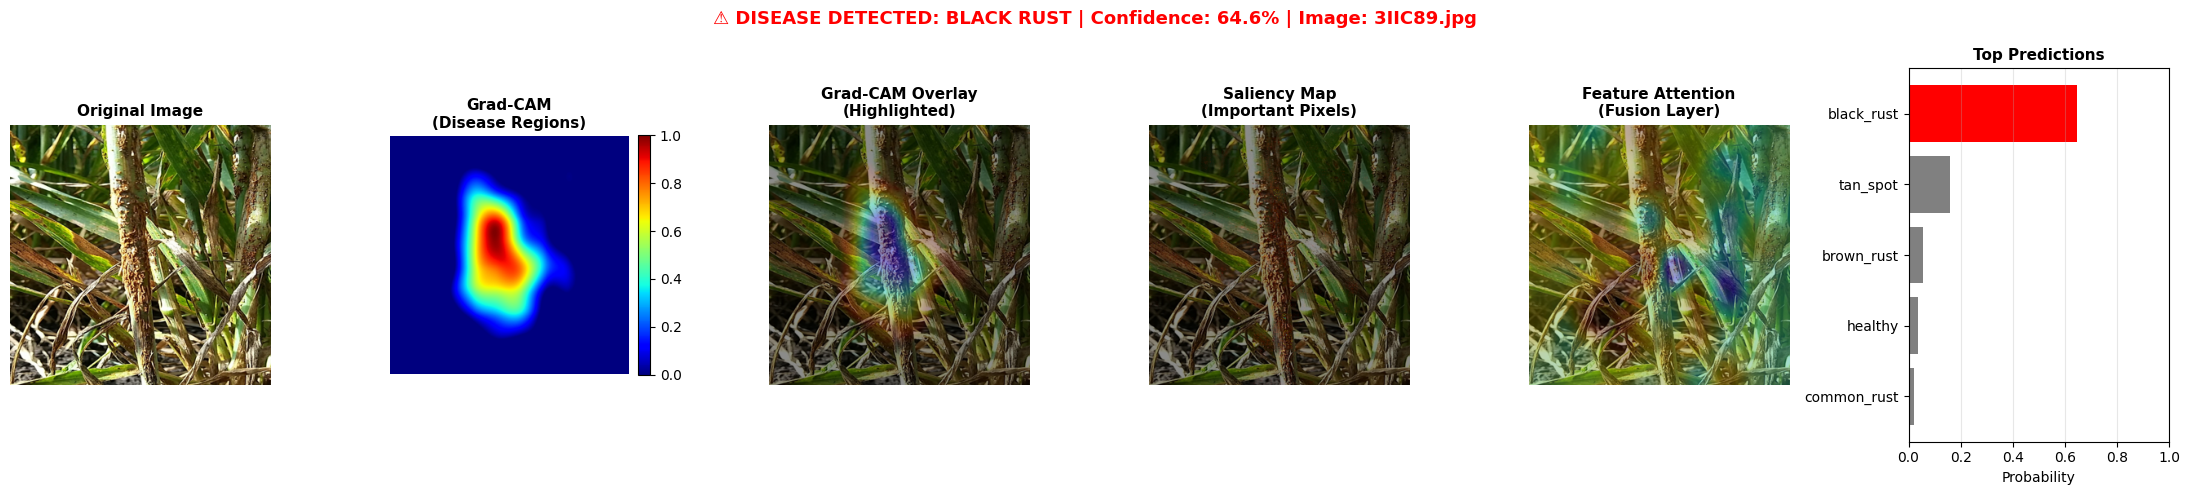 ⚠ DISEASE DETECTED: BLACK RUST | Confidence: 64.6% | Image: 3IIC89.jpg
Original Image
Grad-CAM
(Disease Regions)
1.0
0.8
0.6
0.4
0.2
0.0
Grad-CAM Overlay
(Highlighted)
Saliency Map
(Important Pixels)
Feature Attention
(Fusion Layer)
Top Predictions
black_rust
tan_spot
brown_rust
healthy
common_rust
0.0 0.2 0.4 0.6 0.8 1.0
Probability